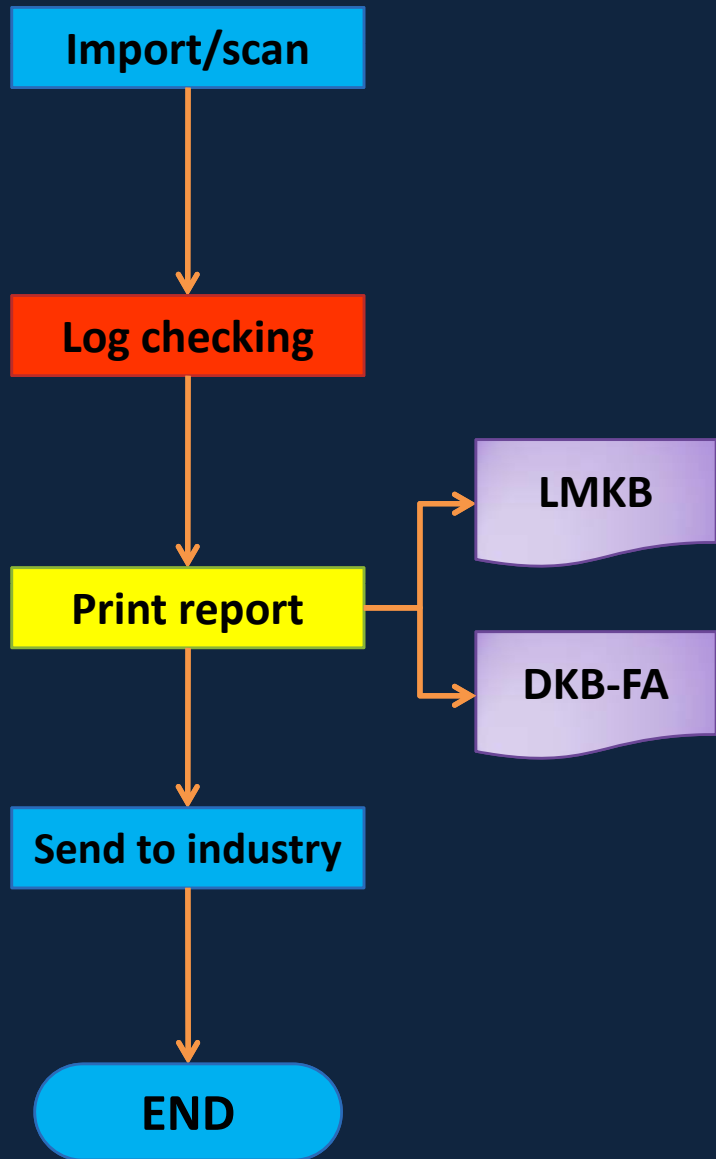 Import/scan
Log checking
LMKB
Print report
DKB-FA
Send to industry
END